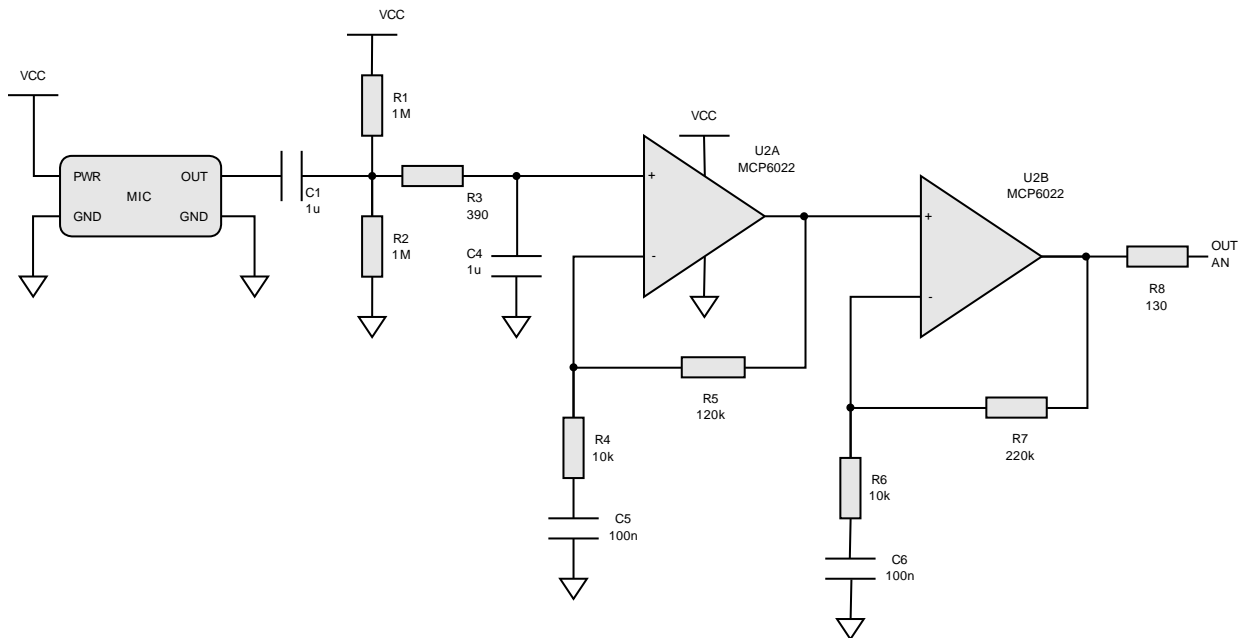 VCC
VCC
R1
1M
VCC
U2A
MCP6022
PWR
OUT
MIC
GND
GND
C1
1u
R3
390
+
-
U2B
MCP6022
+
-
R2
1M
C4
1u
OUT
AN
R8
130
R5
120k
R4
10k
R7
220k
R6
10k
C5
100n
C6
100n